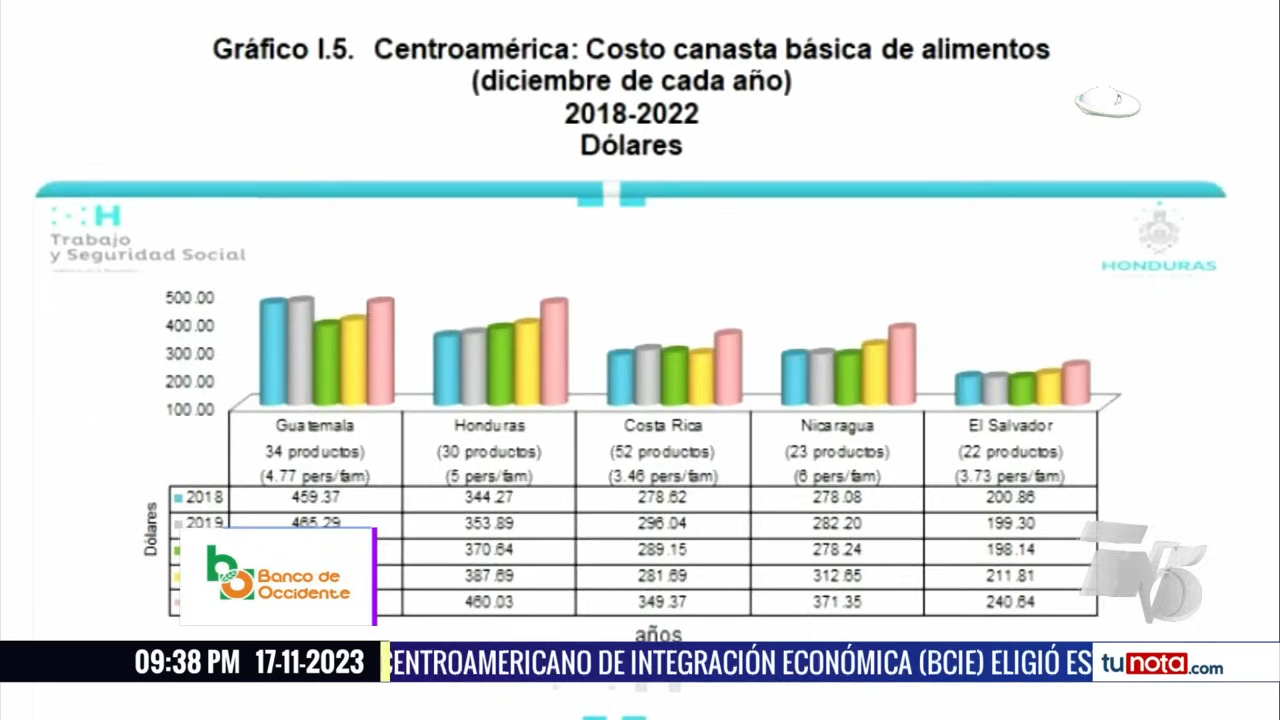 Gráfico I.5. Centroamérica: Costo canasta básica de alimentos
(diciembre de cada año)
2018-2022
Dólares
H
Trabajo
y Seguridad Social
HONDURAS
500.00
400.00
300.00
200.00
100.00
Guatemala Honduras Costa Rica Nicaragua El Salvador
34 productos) (30 productos) (52 productos) (23 productos) (22 productos)
(4.77 pers/fam) (5 pers/fam) (3.46 pers/fam) (6 pers/fam) (3.73 pers/fam)
Dólares
2018 459.37 344.27 278.62 278.08 200.86
2019 465.29 353.89 296.04 282.20 199.30
370.64 289.15 278.24 198.14
387.69 281.69 312.65 211.81
460.03 349.37 371.35 240.64
años
b Banco de
Occidente
09:38 PM 17-11-2023 CENTROAMERICANO DE INTEGRACIÓN ECONÓMICA (BCIE) ELIGIÓ ES
tunota.com